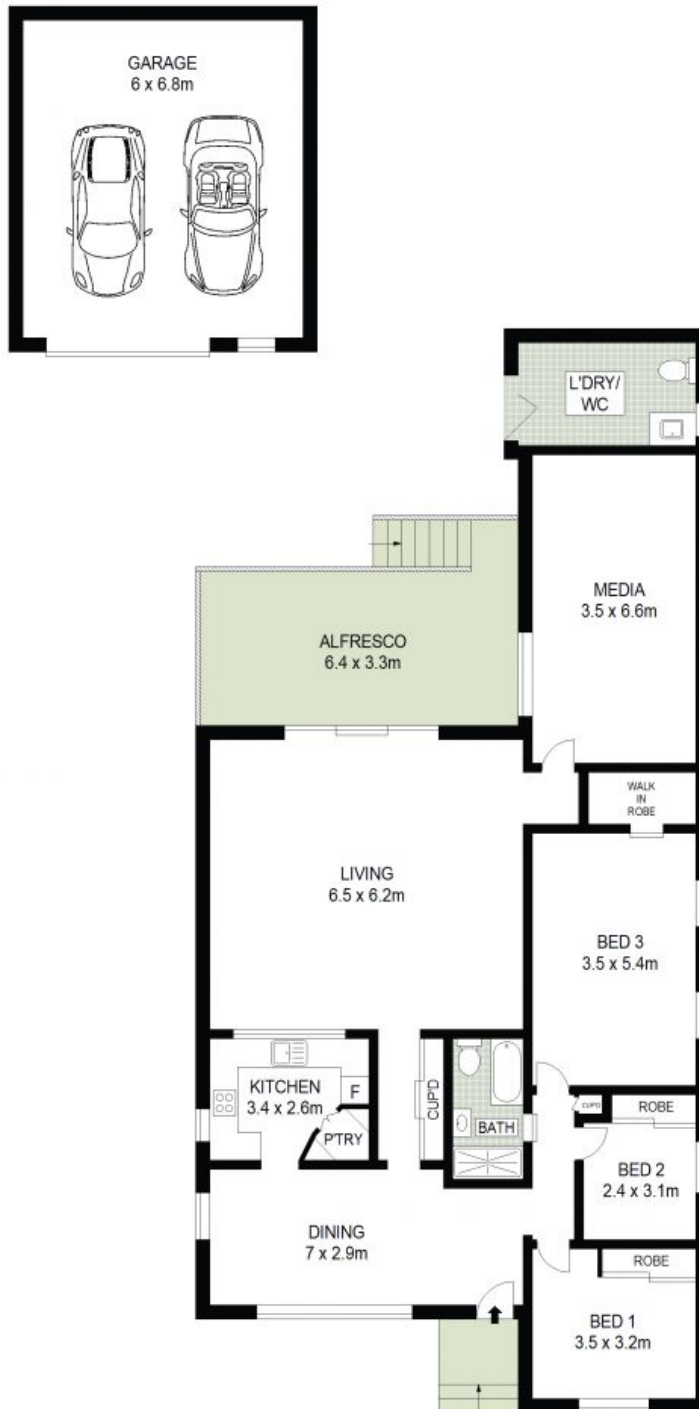 GARAGE
6 x 6.8m
L'DRY/
WC
MEDIA
3.5 x 6.6m
ALFRESCO
6.4 x 3.3m
WALK
IN
ROBE
LIVING
6.5 x 6.2m
BED 3
3.5 x 5.4m
KITCHEN
3.4 x 2.6m
F
P'TRY
CUP'D
BATH
CUP'D
ROBE
BED 2
2.4 x 3.1m
DINING
7 x 2.9m
ROBE
BED 1
3.5 x 3.2m